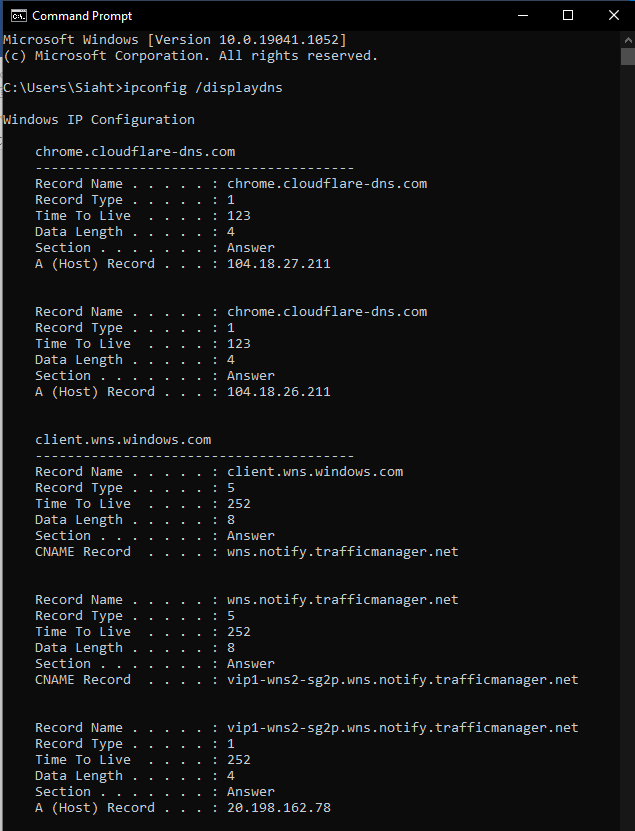 Command Prompt
Microsoft Windows [Version 10.0.19041.1052]
(c) Microsoft Corporation. All rights reserved.
C:\Users\Siaht>ipconfig /displaydns
Windows IP Configuration
chrome.cloudflare-dns.com
----------------------------------------
Record Name . . . . . : chrome.cloudflare-dns.com
Record Type . . . . . : 1
Time To Live  . . . . : 123
Data Length . . . . . : 4
Section . . . . . . . : Answer
A (Host) Record . . . : 104.18.27.211
Record Name . . . . . : chrome.cloudflare-dns.com
Record Type . . . . . : 1
Time To Live  . . . . : 123
Data Length . . . . . : 4
Section . . . . . . . : Answer
A (Host) Record . . . : 104.18.26.211
client.wns.windows.com
----------------------------------------
Record Name . . . . . : client.wns.windows.com
Record Type . . . . . : 5
Time To Live  . . . . : 252
Data Length . . . . . : 8
Section . . . . . . . : Answer
CNAME Record  . . . . : wns.notify.trafficmanager.net
Record Name . . . . . : wns.notify.trafficmanager.net
Record Type . . . . . : 5
Time To Live  . . . . : 252
Data Length . . . . . : 8
Section . . . . . . . : Answer
CNAME Record  . . . . : vip1-wns2-sg2p.wns.notify.trafficmanager.net
Record Name . . . . . : vip1-wns2-sg2p.wns.notify.trafficmanager.net
Record Type . . . . . : 1
Time To Live  . . . . : 252
Data Length . . . . . : 4
Section . . . . . . . : Answer
A (Host) Record . . . : 20.198.162.78